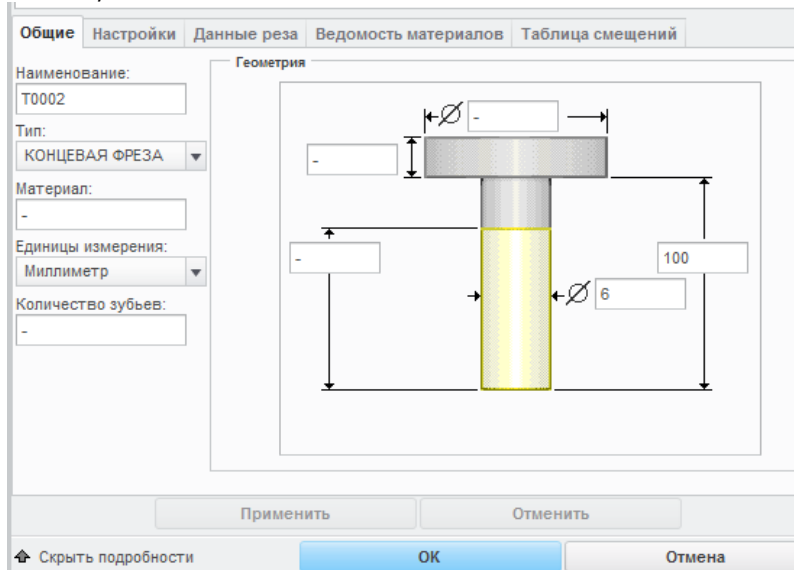 Общие Настройки Данные реза Ведомость материалов Таблица смещений
Наименование:
T0002
Тип:
КОНЦЕВАЯ ФРЕЗА
Материал:
-
Единицы измерения:
Миллиметр
Количество зубьев:
-
Геометрия
Ø -
-
-
100
Ø 6
Применить Отменить
Скрыть подробности OK Отмена